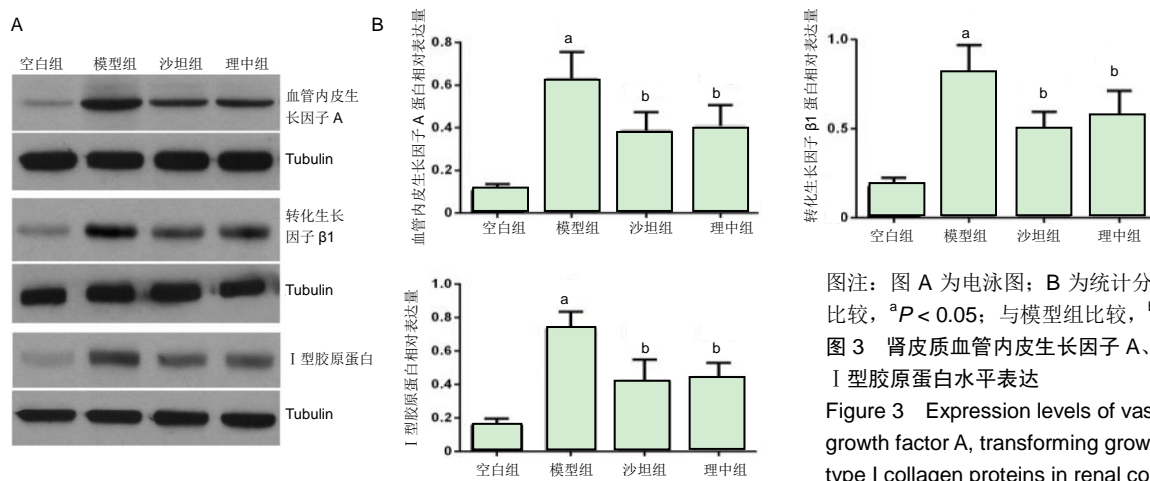 A
空白组 模型组 沙坦组 理中组
血管内皮生
长因子 A
Tubulin
转化生长
因子 β1
Tubulin
Ⅰ型胶原蛋白
Tubulin
B
血管内皮生长因子 A 蛋白相对表达量
0.8
0.6
0.4
0.2
0
a
b
b
空白组 模型组 沙坦组 理中组
转化生长因子 β1 蛋白相对表达量
1.0
0.5
0
a
b
b
空白组 模型组 沙坦组 理中组
Ⅰ型胶原蛋白相对表达量
1.0
0.8
0.6
0.4
0.2
0
a
b
b
空白组 模型组 沙坦组 理中组
图注：图 A 为电泳图；B 为统计分
比较，ᵃP < 0.05；与模型组比较，ᵇ
图 3 肾皮质血管内皮生长因子 A、
Ⅰ型胶原蛋白水平表达
Figure 3 Expression levels of vas
growth factor A, transforming grow
type I collagen proteins in renal co